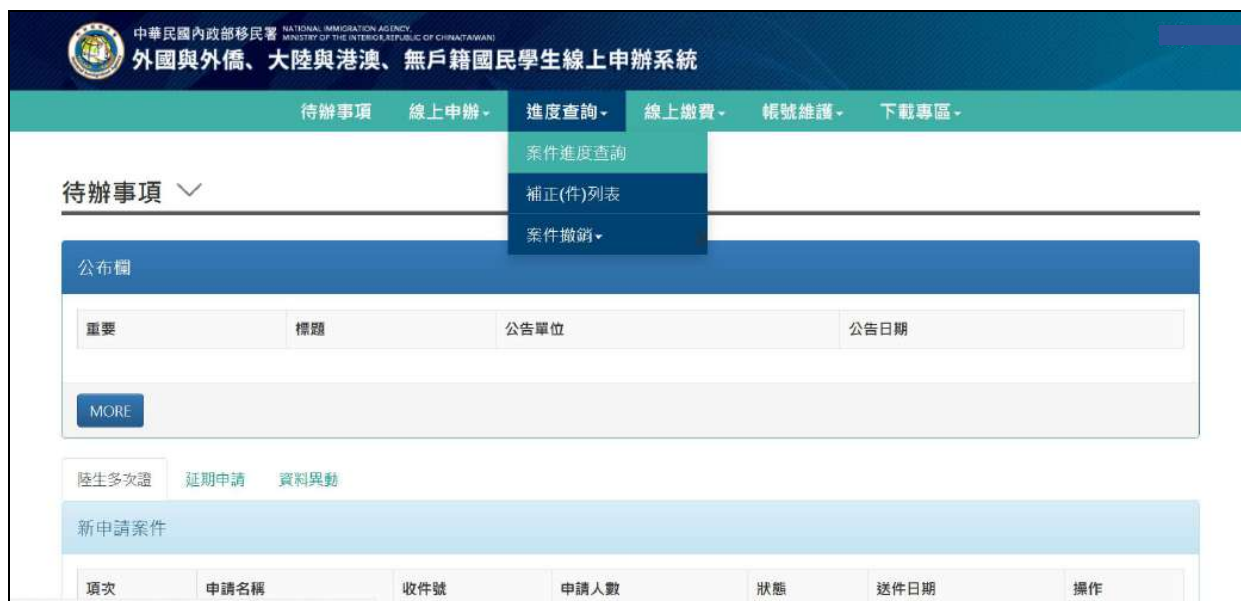 中華民國內政部移民署 NATIONAL IMMIGRATION AGENCY,
MINISTRY OF THE INTERIOR,REPUBLIC OF CHINA(TAIWAN)
外國與外僑、大陸與港澳、無戶籍國民學生線上申辦系統
待辦事項 線上申辦 進度查詢 線上繳費 帳號維護 下載專區
案件進度查詢
補正(件)列表
案件撤銷
待辦事項
公布欄
重要 標題 公告單位 公告日期
MORE
陸生多次證 延期申請 資料異動
新申請案件
項次 申請名稱 收件號 申請人數 狀態 送件日期 操作